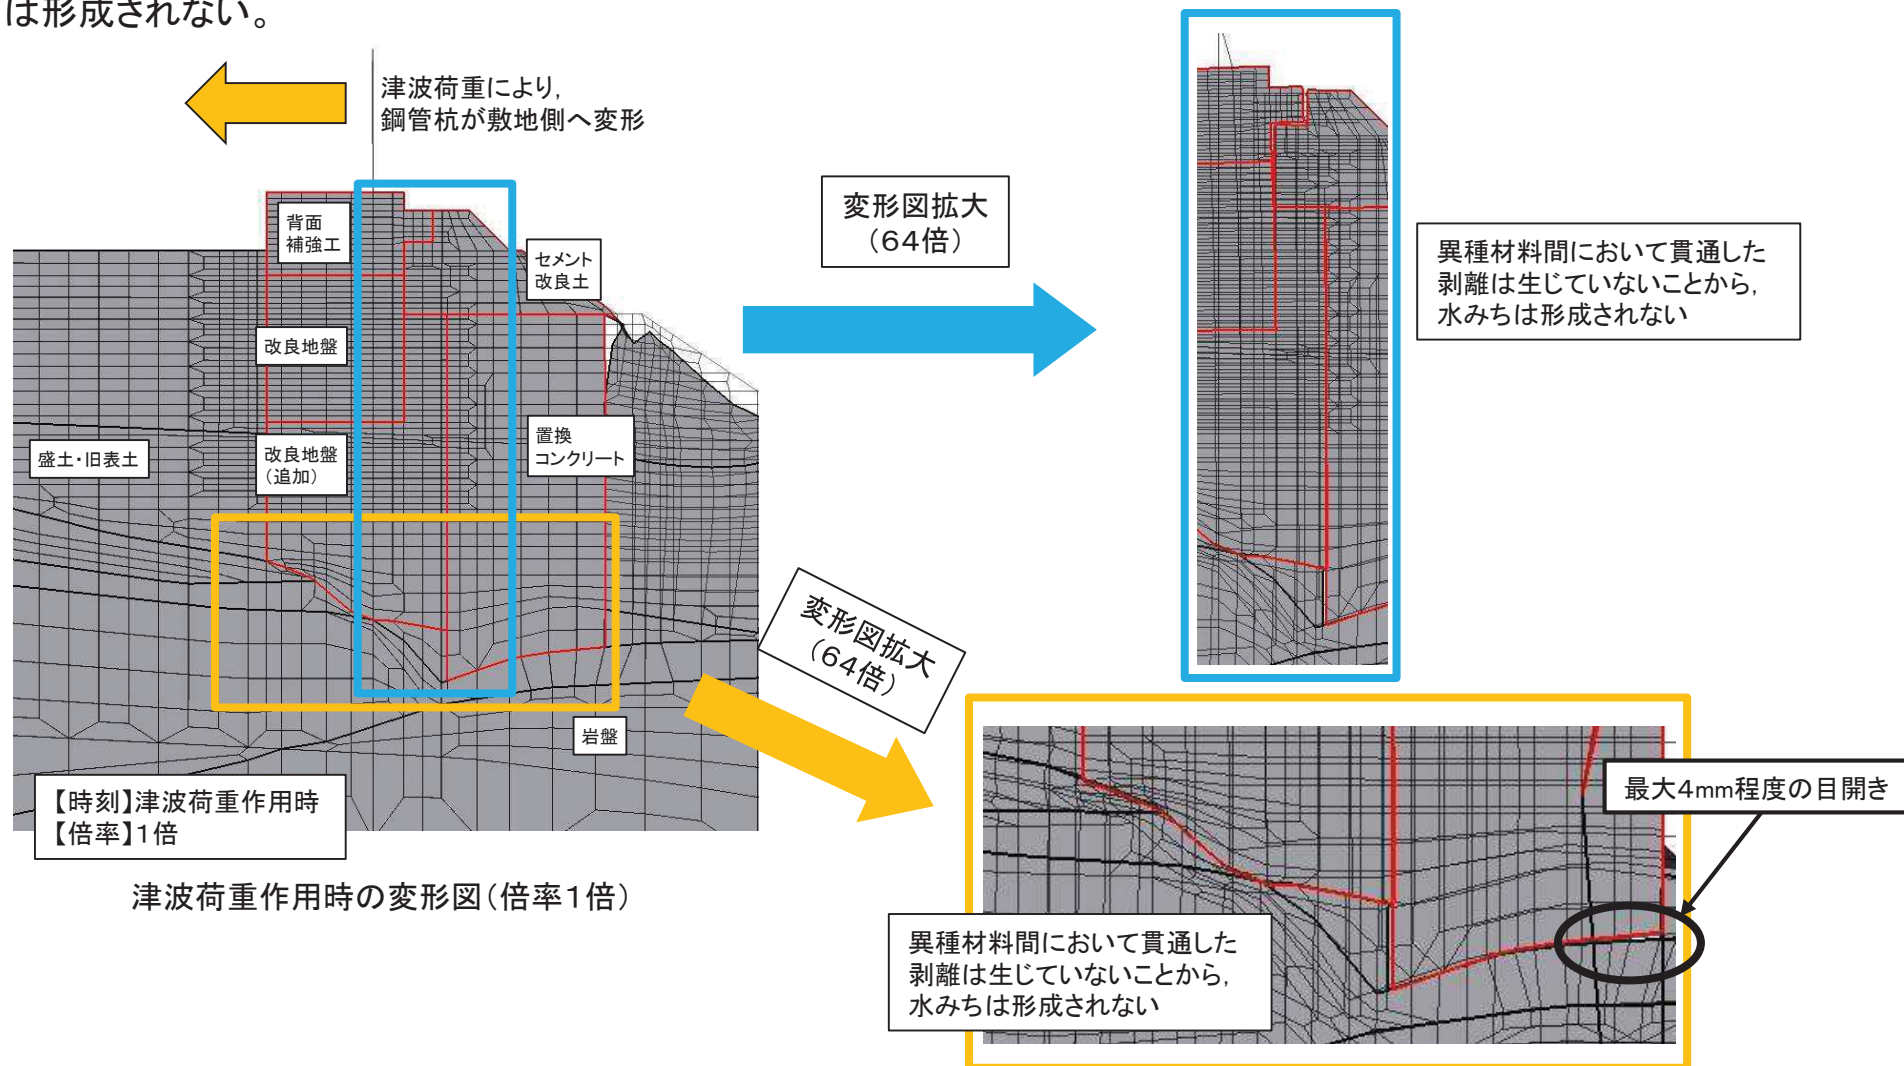 は形成されない。
津波荷重により,
鋼管杭が敷地側へ変形
背面
補強工
セメント
改良土
改良地盤
盛土・旧表土
改良地盤
(追加)
置換
コンクリート
岩盤
【時刻】津波荷重作用時
【倍率】1倍
津波荷重作用時の変形図(倍率1倍)
変形図拡大
(64倍)
異種材料間において貫通した
剥離は生じていないことから,
水みちは形成されない
変形図拡大
(64倍)
最大4mm程度の目開き
異種材料間において貫通した
剥離は生じていないことから,
水みちは形成されない